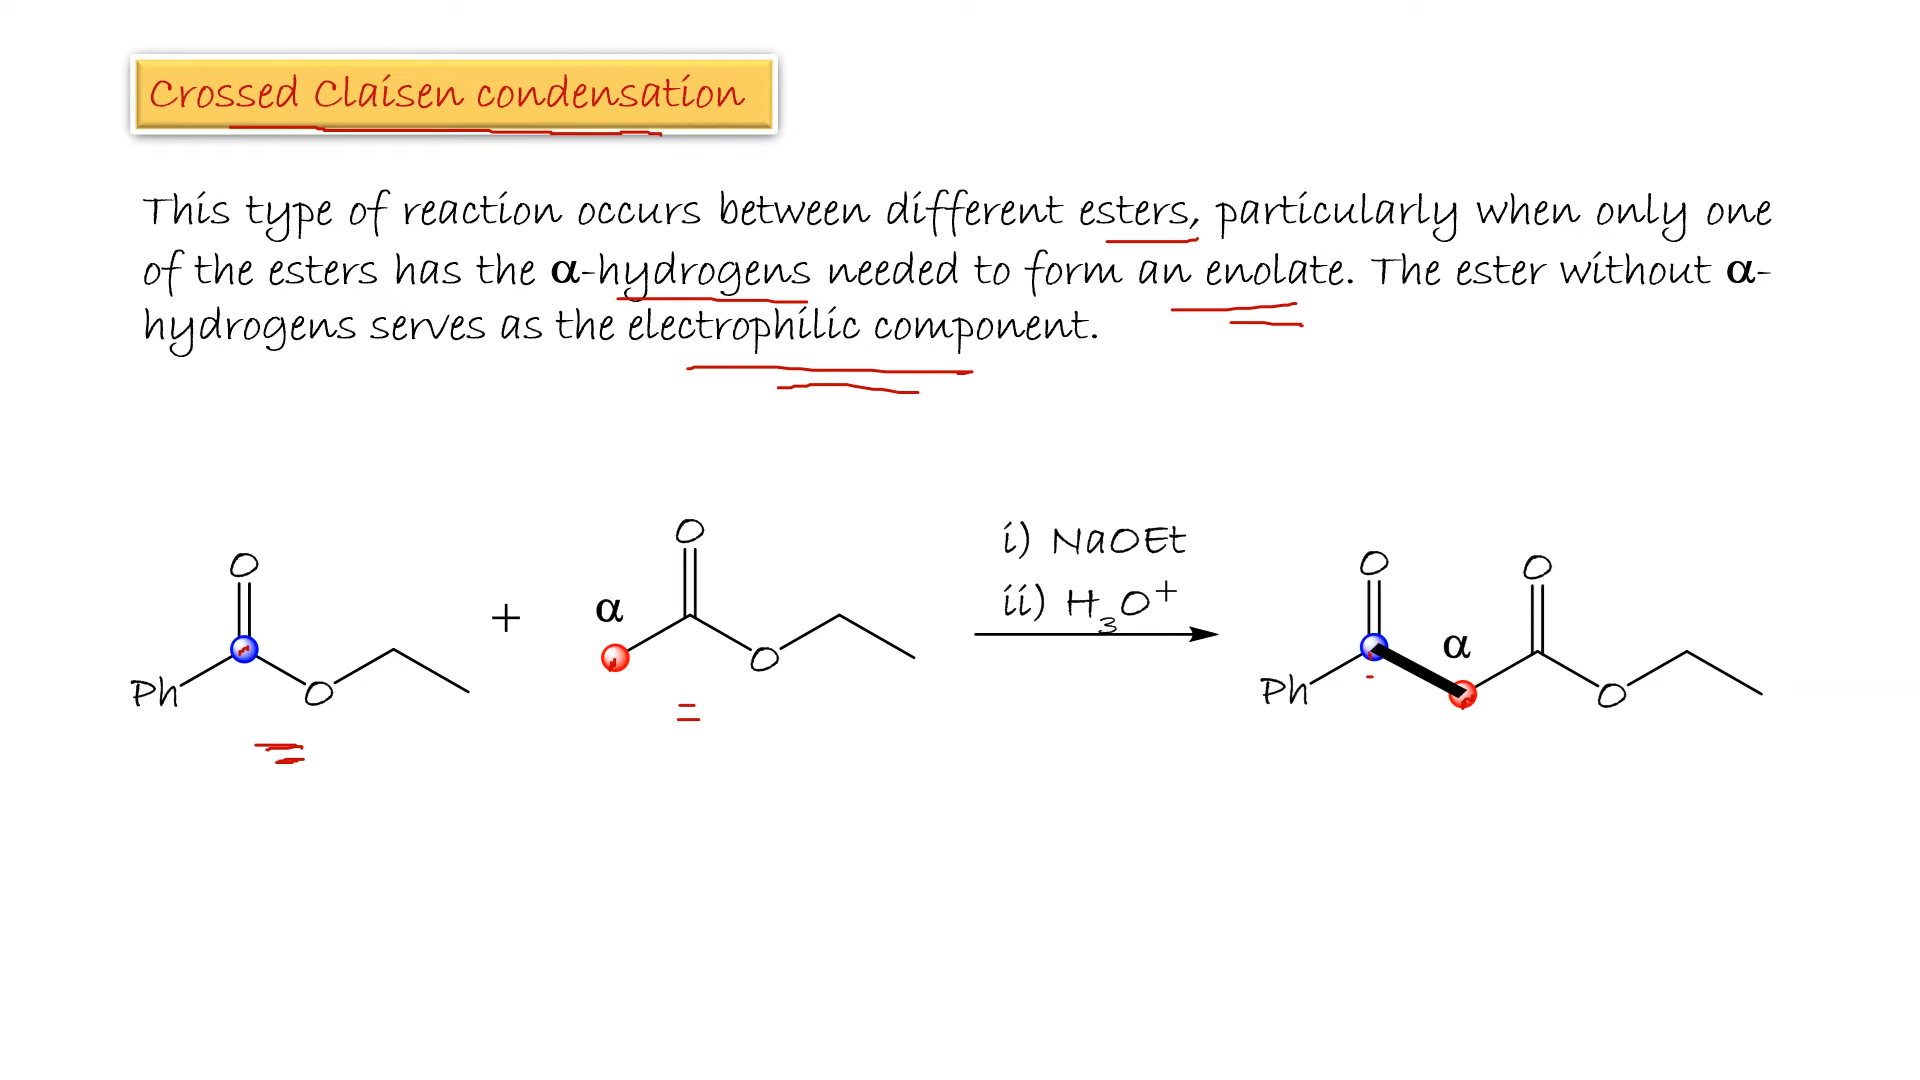 Crossed Claisen condensation
This type of reaction occurs between different esters, particularly when only one
of the esters has the α-hydrogens needed to form an enolate. The ester without α-
hydrogens serves as the electrophilic component.
O
Ph
O
+
α
O
O
i) NaOEt
ii) H₃O⁺
O
Ph
α
O
O